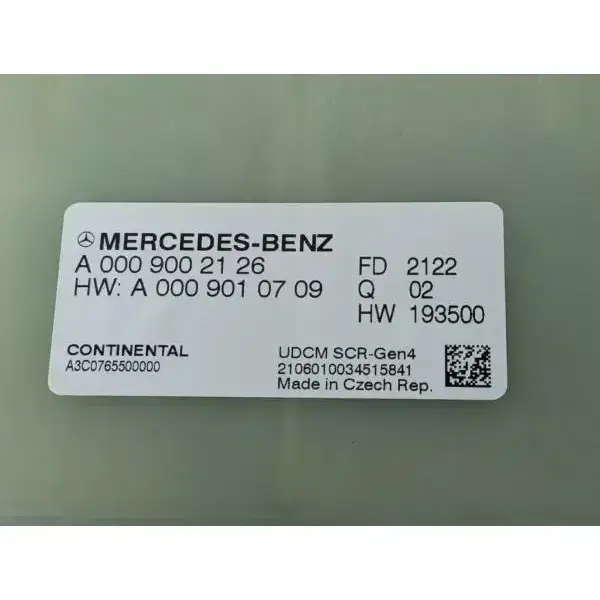 MERCEDES-BENZ
A 000 900 21 26 FD 2122
HW: A 000 901 07 09 Q 02
HW 193500
CONTINENTAL UDCM SCR-Gen4
A3C0765500000 2106010034515841
Made in Czech Rep.